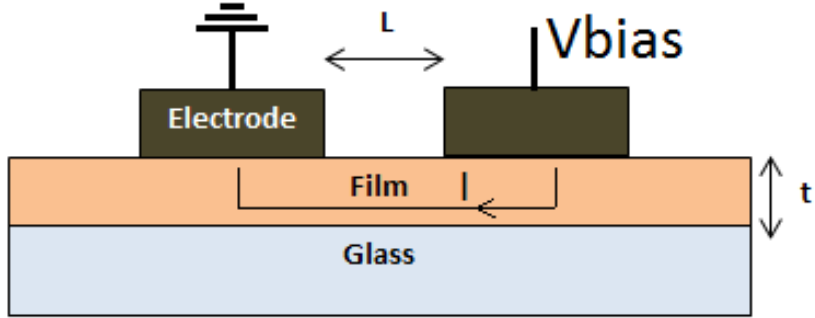 L
Vbias
Electrode
Film
I
t
Glass